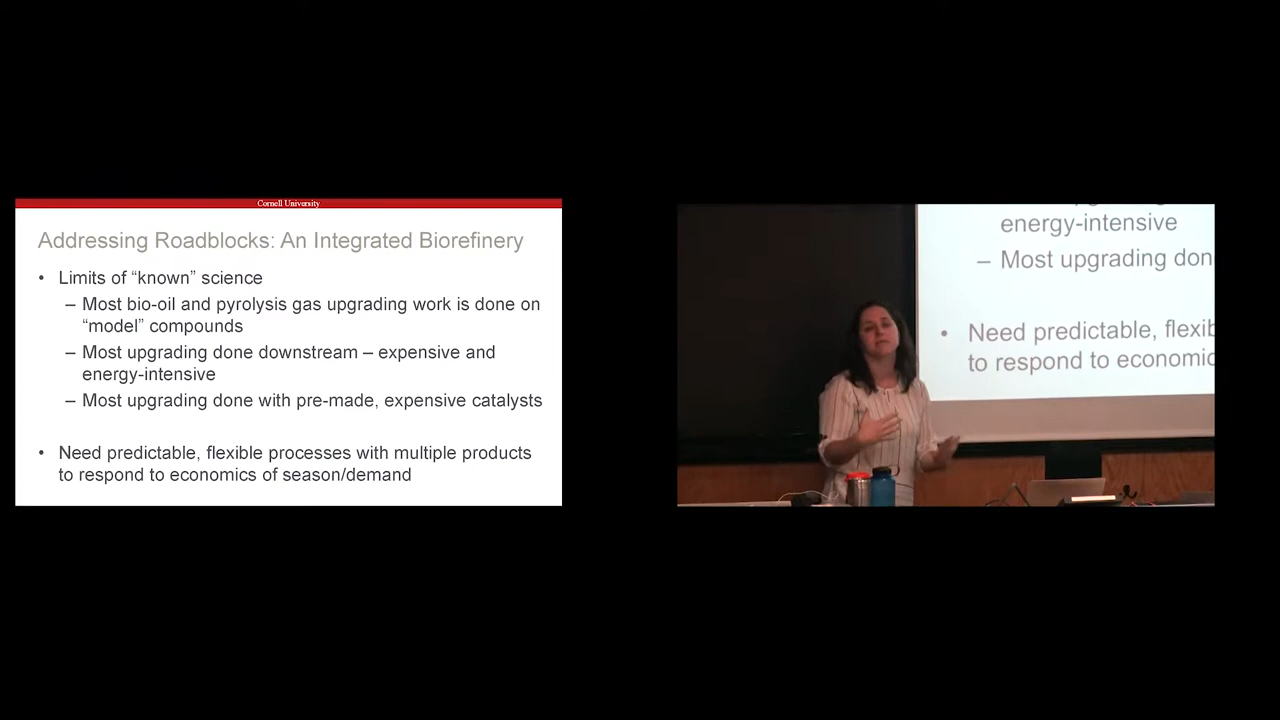 Cornell University
Addressing Roadblocks: An Integrated Biorefinery
• Limits of “known” science
– Most bio-oil and pyrolysis gas upgrading work is done on
“model” compounds
– Most upgrading done downstream – expensive and
energy-intensive
– Most upgrading done with pre-made, expensive catalysts
• Need predictable, flexible processes with multiple products
to respond to economics of season/demand
energy-intensive
– Most upgrading don
• Need predictable, flexib
to respond to economic